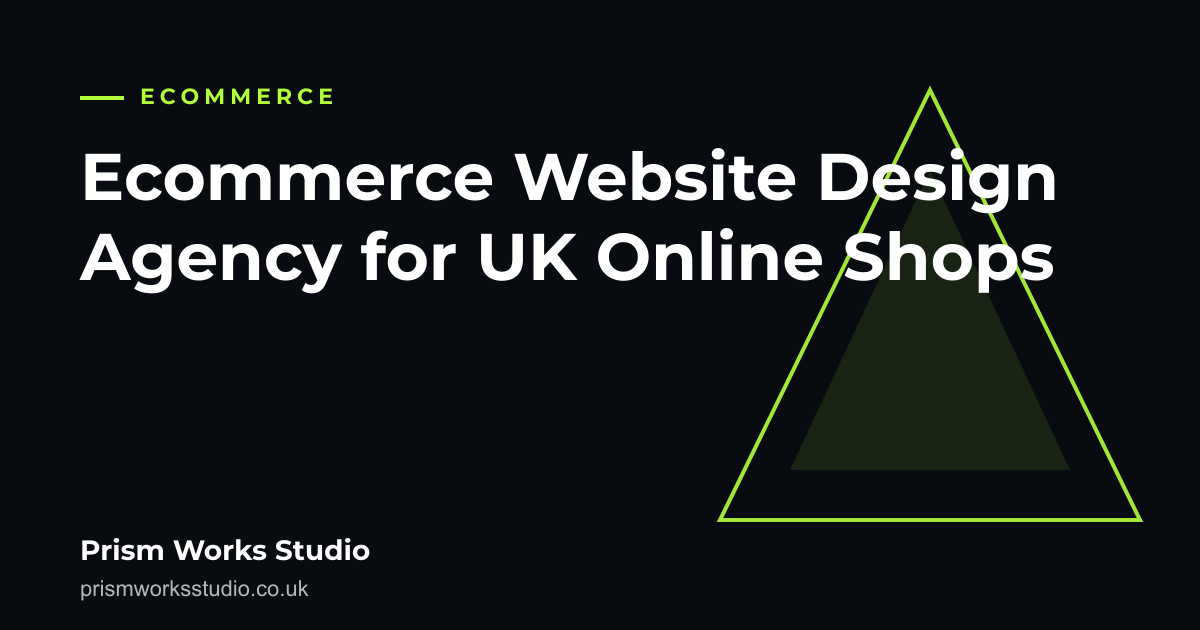 ECOMMERCE
Ecommerce Website Design
Agency for UK Online Shops
Prism Works Studio
prismworksstudio.co.uk